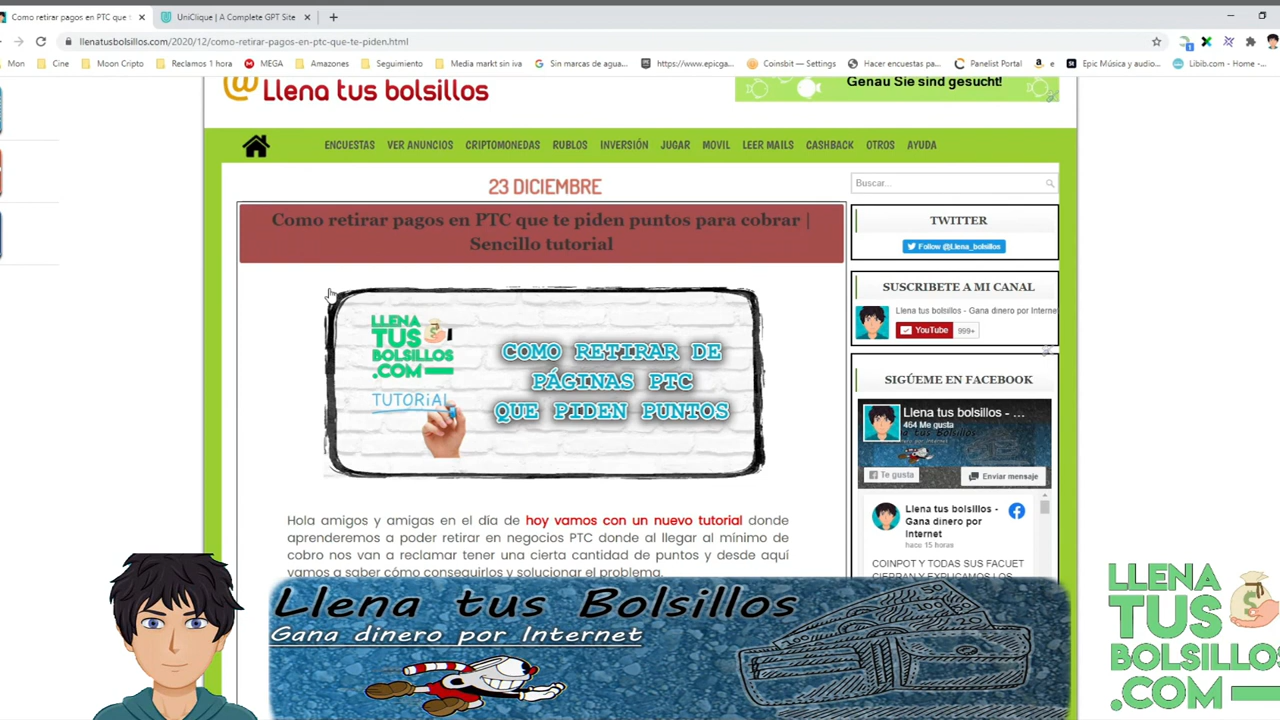 Como retirar pagos en PTC que t
UniClique | A Complete GPT Site
llenatusbolsillos.com/2020/12/como-retirar-pagos-en-ptc-que-te-piden.html
Mon
Cine
Moon Cripto
Reclamos 1 hora
MEGA
Amazones
Seguimiento
Media markt sin iva
Sin marcas de agua...
https://www.epicga...
Coinsbit — Settings
Hacer encuestas pa...
Panelist Portal
e
Epic Música y audio...
Libib.com - Home -...
@Llena tus bolsillos
Genau Sie sind gesucht!
ENCUESTAS VER ANUNCIOS CRIPTOMONEDAS RUBLOS INVERSIÓN JUGAR MOVIL LEER MAILS CASHBACK OTROS AYUDA
23 DICIEMBRE
Como retirar pagos en PTC que te piden puntos para cobrar |
Sencillo tutorial
LLENA
TUS
BOLSILLOS
.COM
TUTORIAL
COMO RETIRAR DE
PÁGINAS PTC
QUE PIDEN PUNTOS
Hola amigos y amigas en el día de hoy vamos con un nuevo tutorial donde
aprenderemos a poder retirar en negocios PTC donde al llegar al mínimo de
cobro nos van a reclamar tener una cierta cantidad de puntos y desde aquí
vamos a saber cómo conseguirlos y solucionar el problema.
Buscar...
TWITTER
Follow @Llena_bolsillos
SUSCRIBETE A MI CANAL
Llena tus bolsillos - Gana dinero por Interne
YouTube 999+
SIGÚEME EN FACEBOOK
Llena tus bolsillos - ...
464 Me gusta
Te gusta
Enviar mensaje
Llena tus bolsillos -
Gana dinero por
Internet
hace 15 horas
COINPOT Y TODAS SUS FAUCET
CIERRAN Y EXPLICAMOS LOS
Llena tus Bolsillos
Gana dinero por Internet
LLENA
TUS
BOLSILLOS
.COM